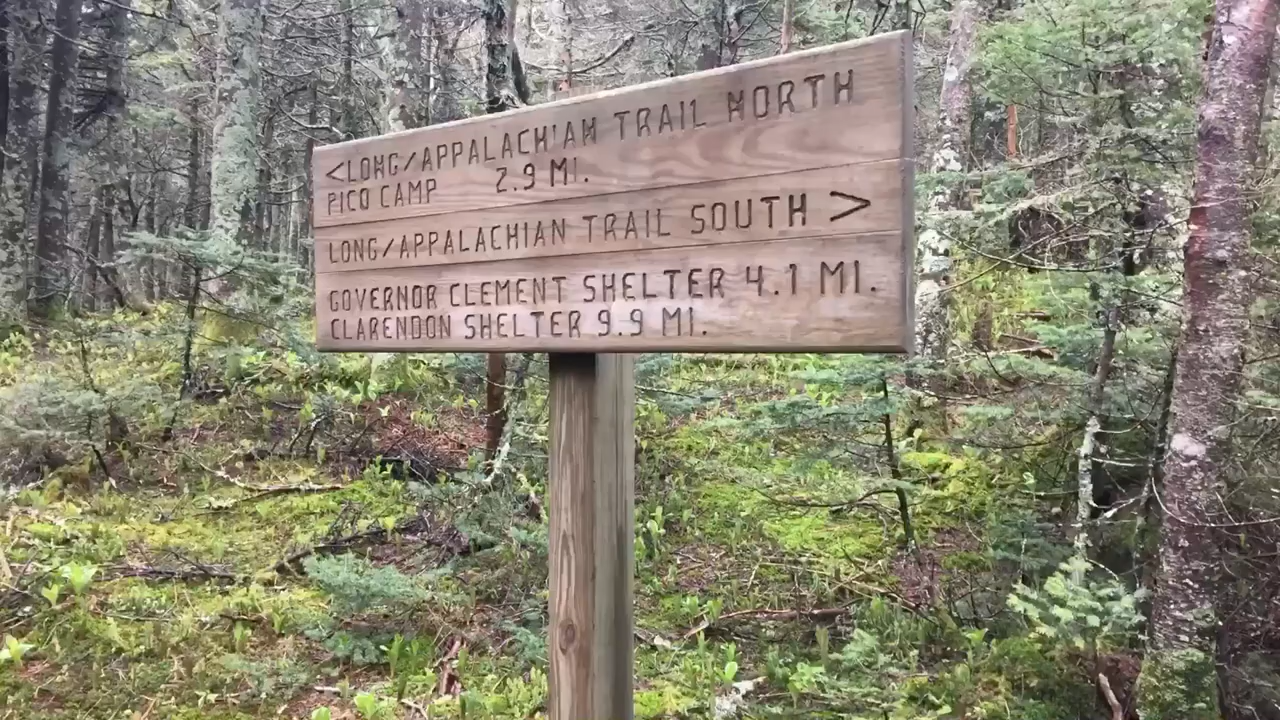 <LONG/APPALACHIAN TRAIL NORTH
PICO CAMP 2.9 MI.
LONG/APPALACHIAN TRAIL SOUTH >
GOVERNOR CLEMENT SHELTER 4.1 MI.
CLARENDON SHELTER 9.9 MI.